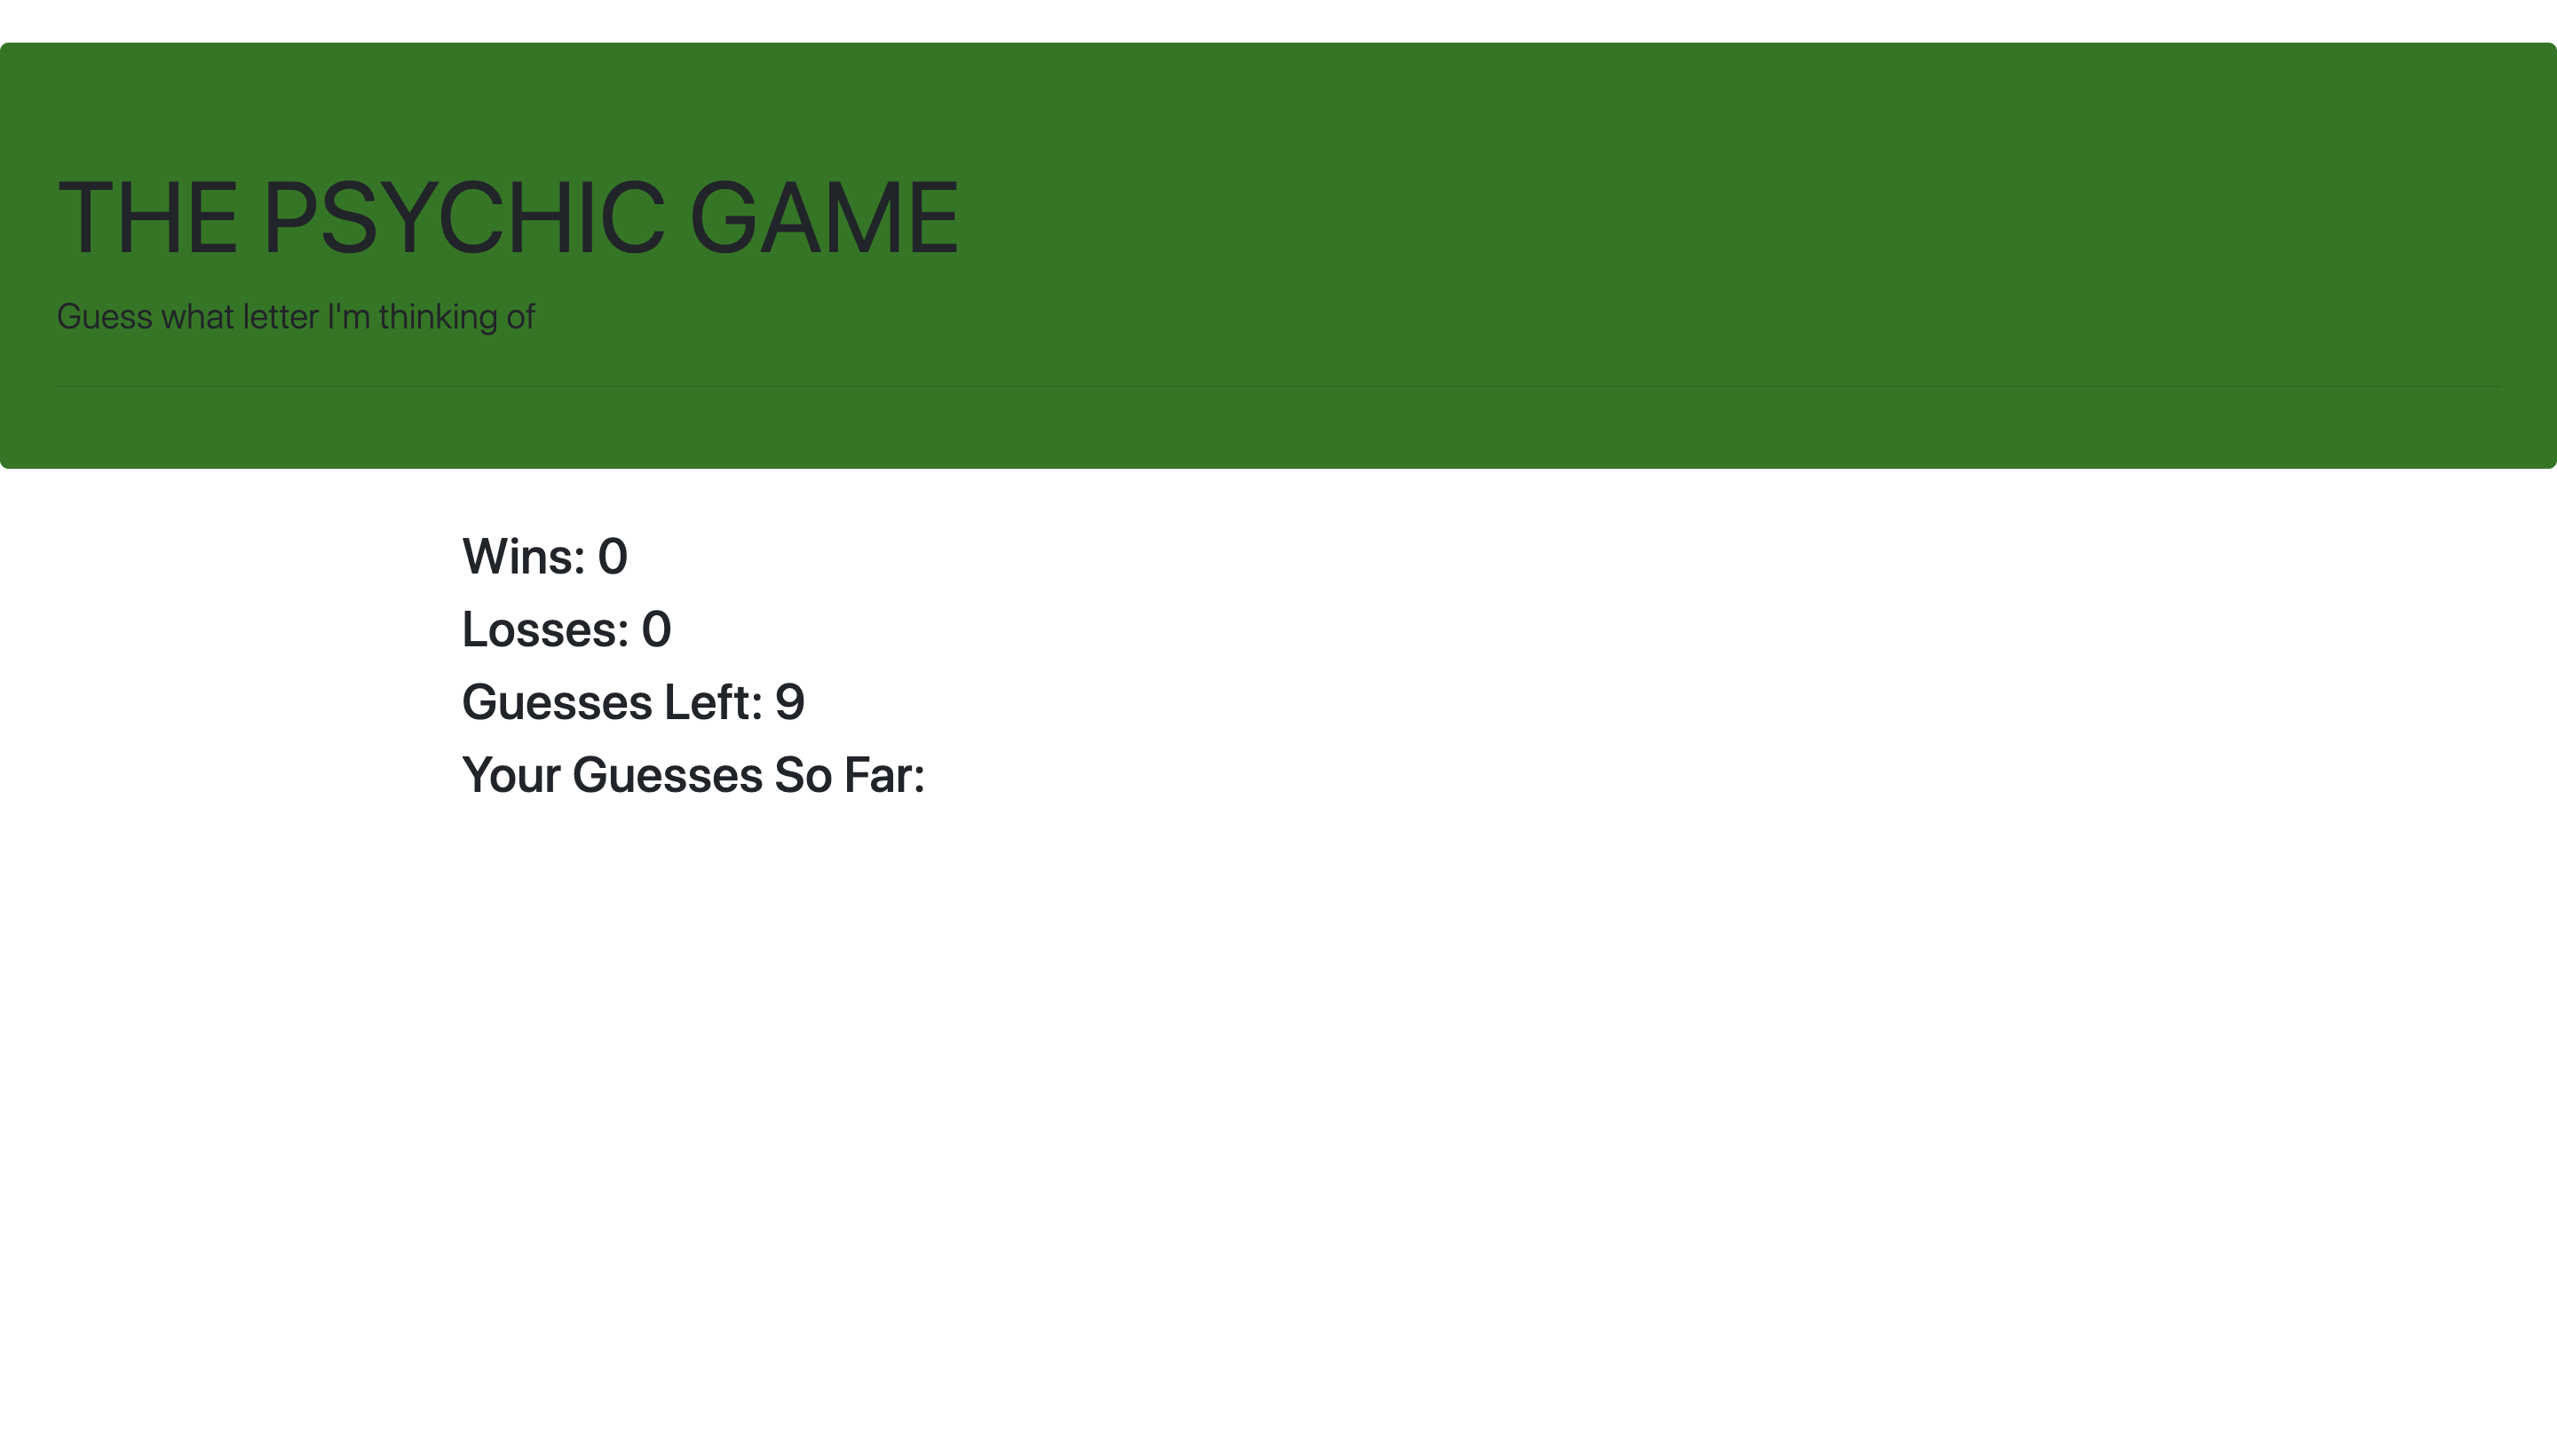 THE PSYCHIC GAME
Guess what letter I'm thinking of
Wins: 0
Losses: 0
Guesses Left: 9
Your Guesses So Far: